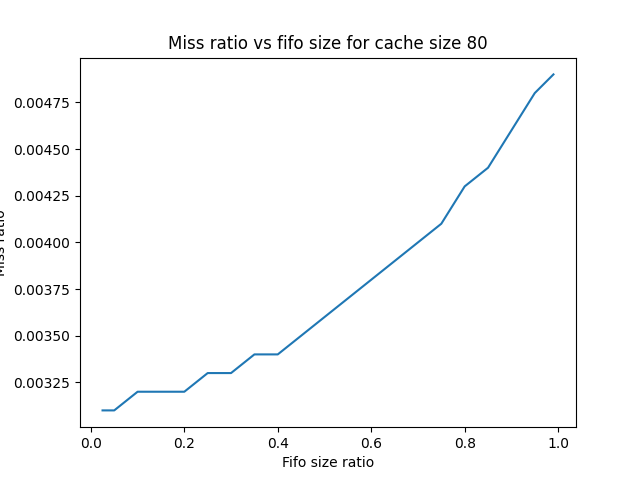 Miss ratio vs fifo size for cache size 80
0.00475
0.00450
0.00425
0.00400
0.00375
0.00350
0.00325
Miss ratio
0.0 0.2 0.4 0.6 0.8 1.0
Fifo size ratio